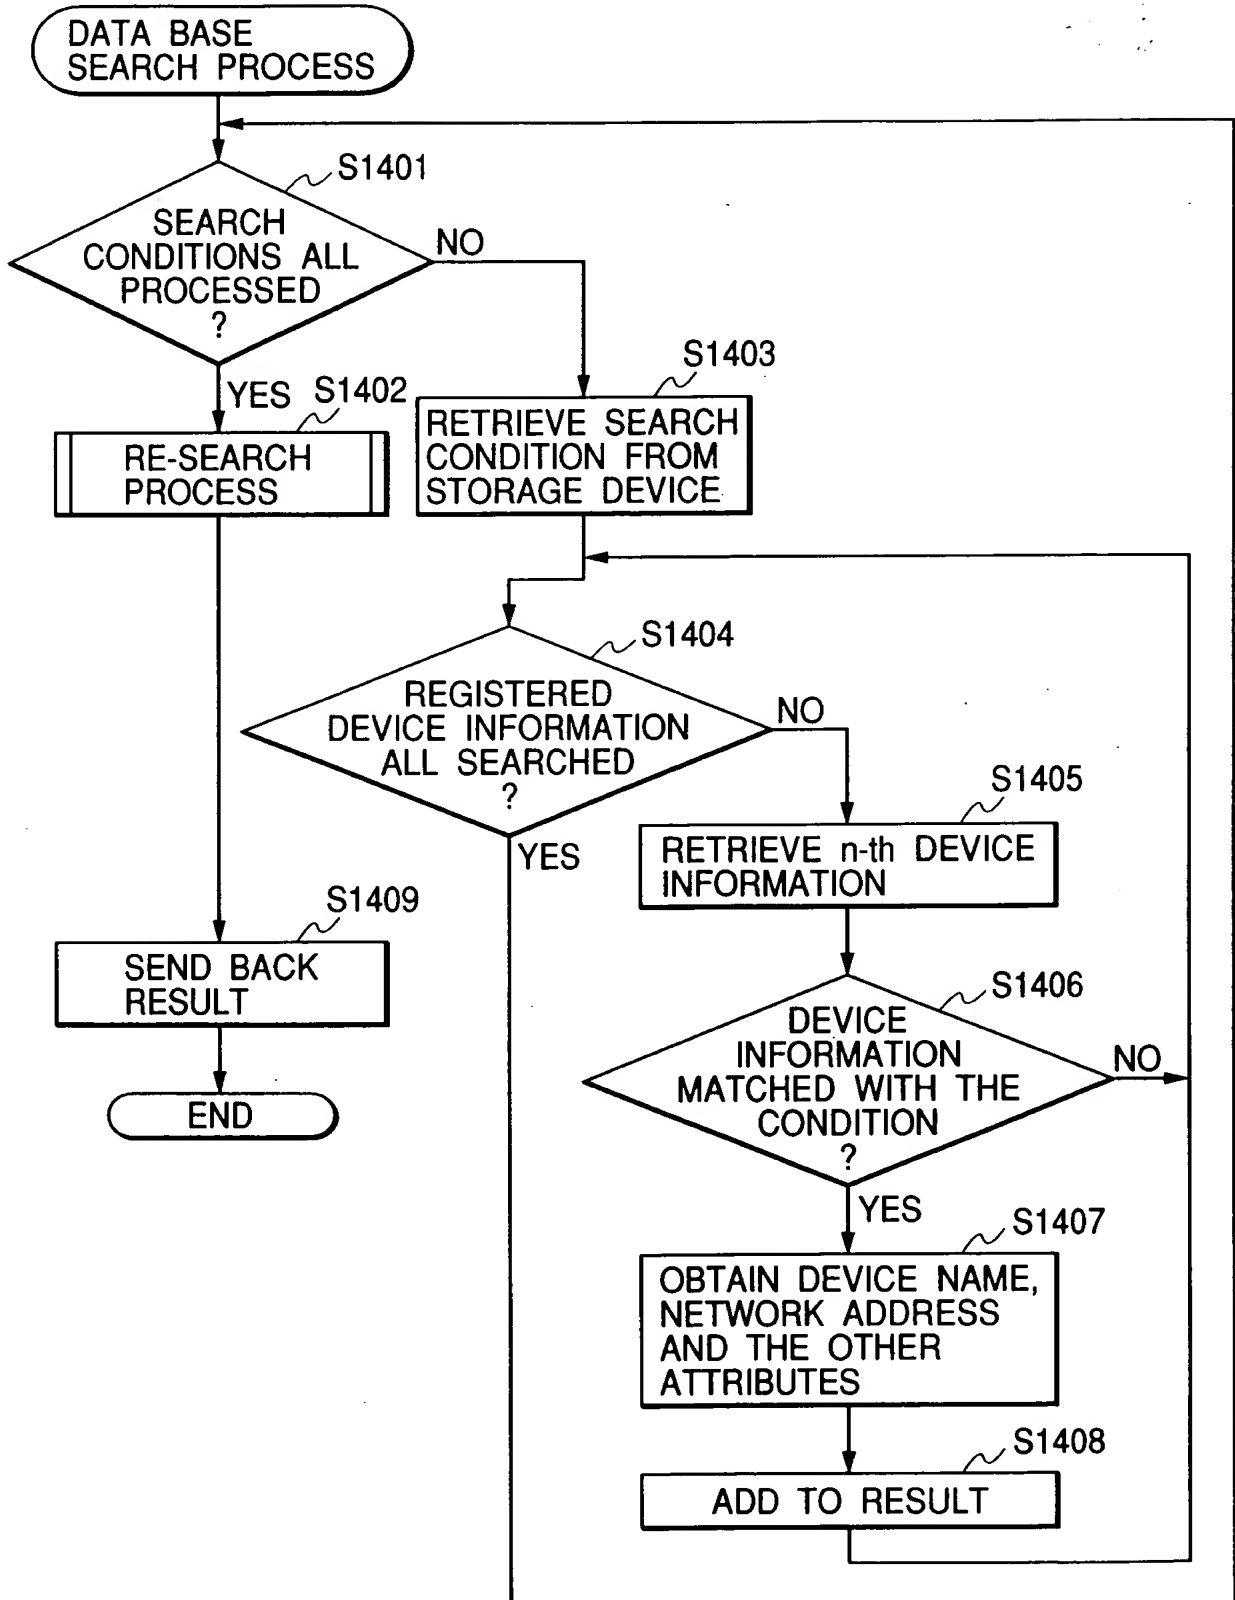 DATA BASE
SEARCH PROCESS
S1401
SEARCH
CONDITIONS ALL
PROCESSED
?
NO
YES
S1402
RE-SEARCH
PROCESS
S1403
RETRIEVE SEARCH
CONDITION FROM
STORAGE DEVICE
S1404
REGISTERED
DEVICE INFORMATION
ALL SEARCHED
?
NO
YES
S1405
RETRIEVE n-th DEVICE
INFORMATION
S1409
SEND BACK
RESULT
END
S1406
DEVICE
INFORMATION
MATCHED WITH THE
CONDITION
?
NO
YES
S1407
OBTAIN DEVICE NAME,
NETWORK ADDRESS
AND THE OTHER
ATTRIBUTES
S1408
ADD TO RESULT